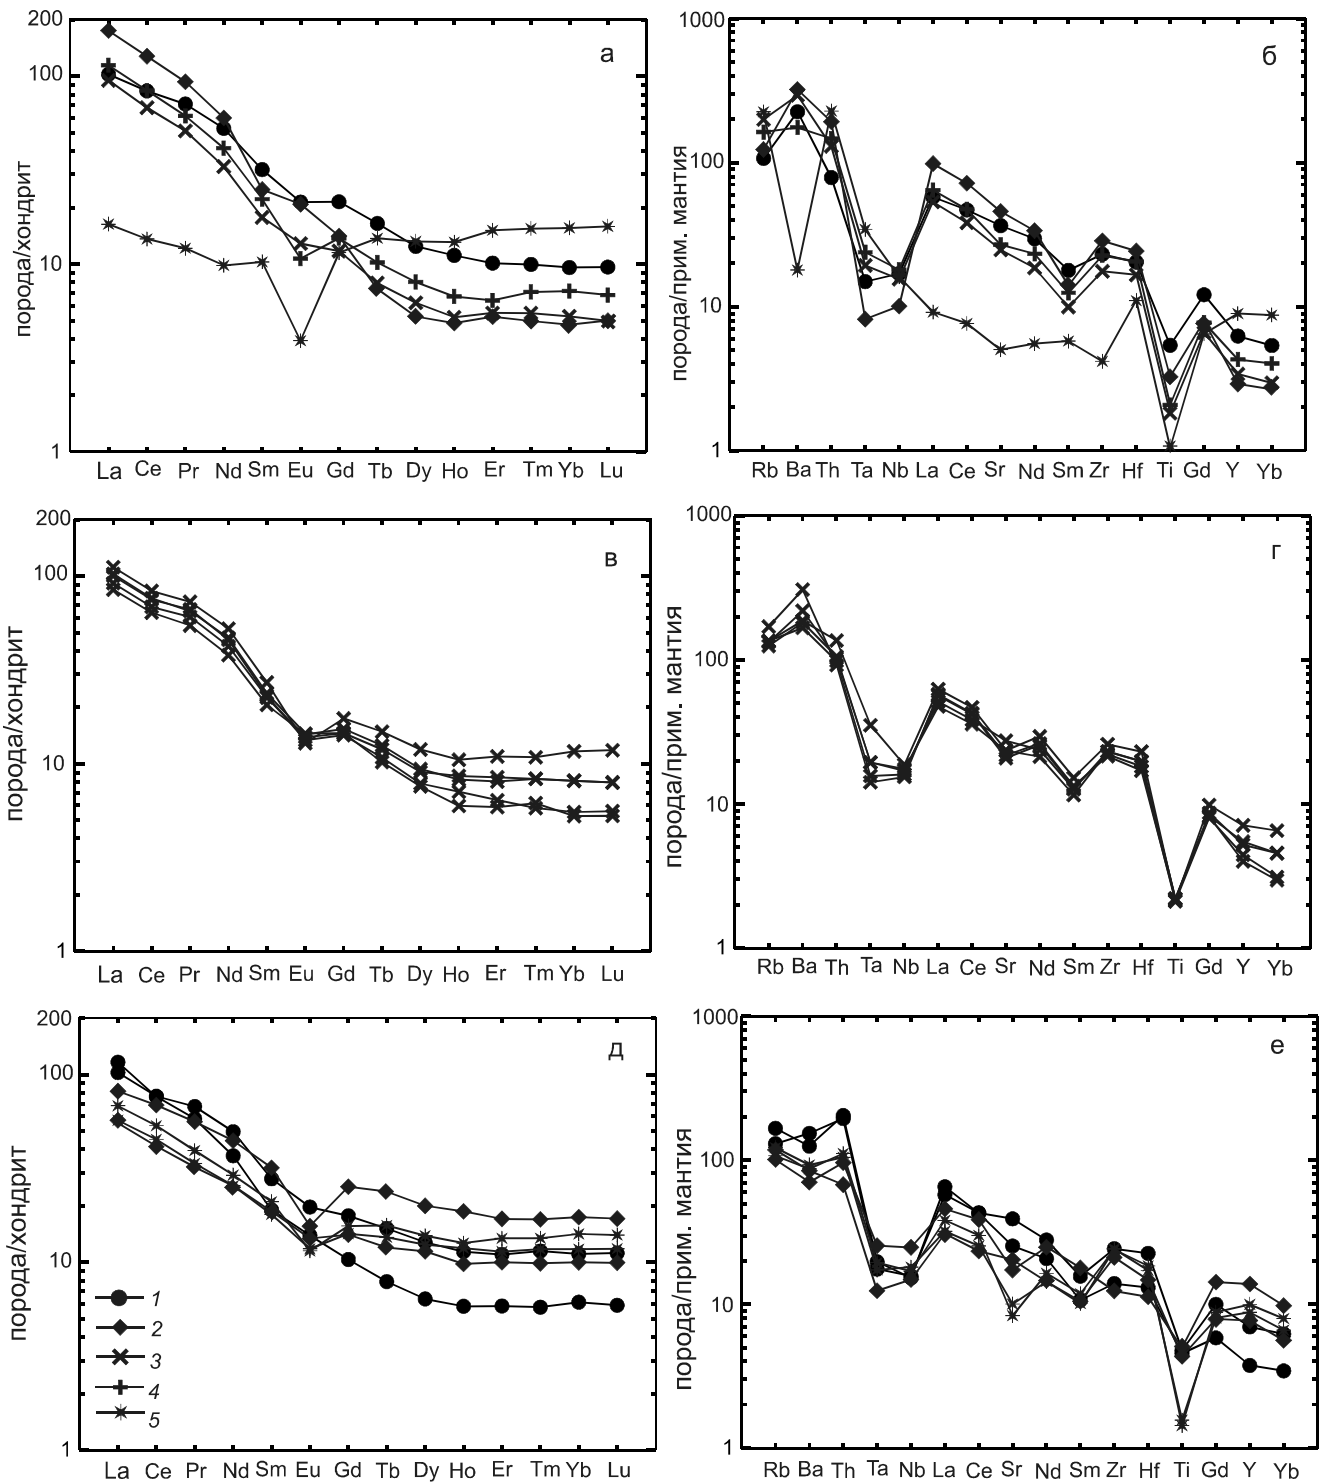 а
200
100
10
1
порода/хондрит
La Ce Pr Nd Sm Eu Gd Tb Dy Ho Er Tm Yb Lu
б
1000
100
10
1
порода/прим. мантия
Rb Ba Th Ta Nb La Ce Sr Nd Sm Zr Hf Ti Gd Y Yb
в
200
100
10
1
порода/хондрит
La Ce Pr Nd Sm Eu Gd Tb Dy Ho Er Tm Yb Lu
г
1000
100
10
1
порода/прим. мантия
Rb Ba Th Ta Nb La Ce Sr Nd Sm Zr Hf Ti Gd Y Yb
д
200
100
10
1
порода/хондрит
1
2
3
4
5
La Ce Pr Nd Sm Eu Gd Tb Dy Ho Er Tm Yb Lu
е
1000
100
10
1
порода/прим. мантия
Rb Ba Th Ta Nb La Ce Sr Nd Sm Zr Hf Ti Gd Y Yb